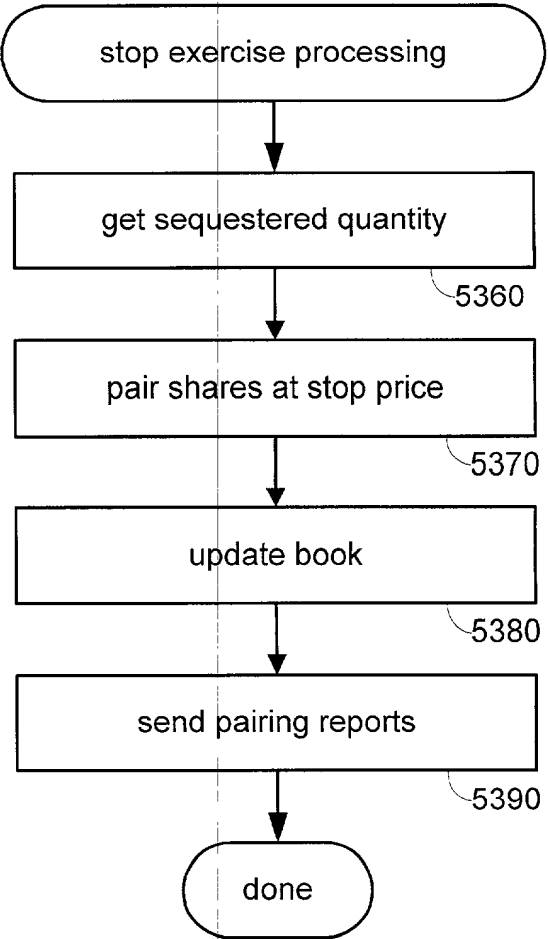 stop exercise processing
get sequestered quantity
5360
pair shares at stop price
5370
update book
5380
send pairing reports
5390
done